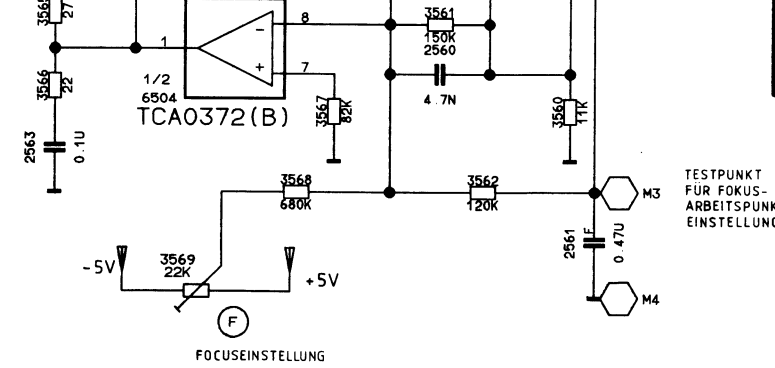 3565
27
3561
150K
2560
4.7N
8
1
7
1/2
6504
TCA0372(B)
3566
22
2563
0.1U
3567
82K
3560
11K
3568
680K
3562
120K
M3
TESTPUNKT
FÜR FOKUS-
ARBEITSPUNK
EINSTELLUNG
2561
F
0.47U
M4
-5V
3569
22K
+5V
F
FOCUSEINSTELLUNG